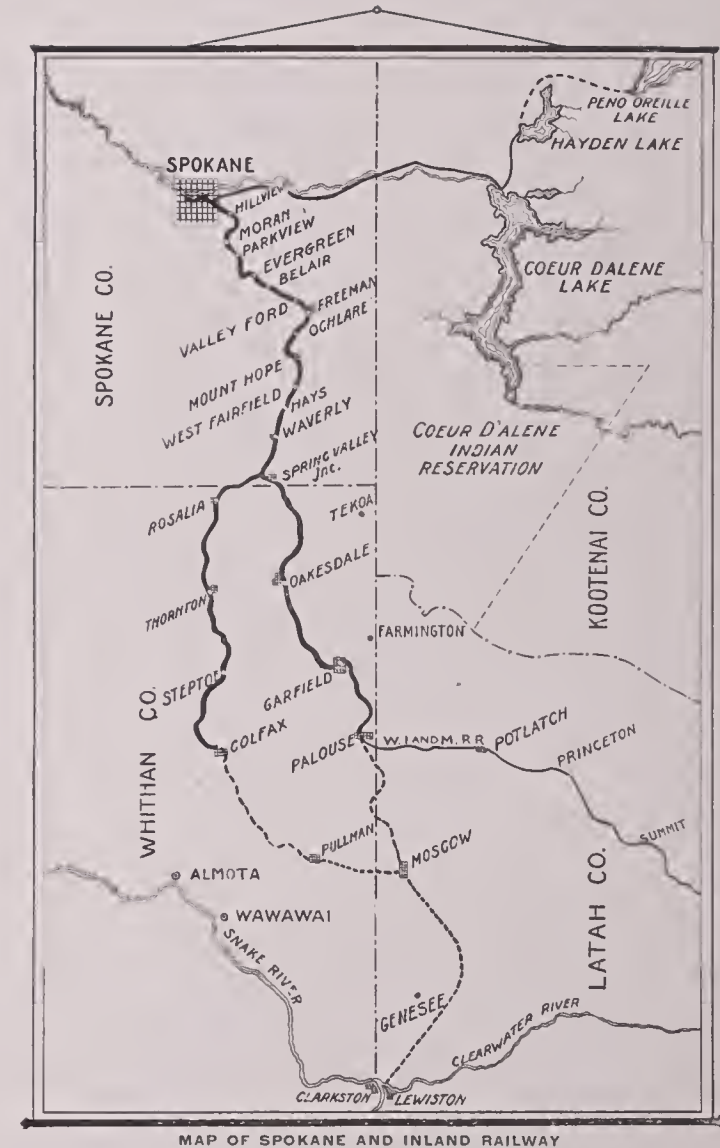 PEND OREILLE
LAKE
HAYDEN LAKE
SPOKANE
HILLVIEW
MORAN
PARKVIEW
EVERGREEN
BELAIR
COEUR DALENE
LAKE
SPOKANE CO.
VALLEY FORD
FREEMAN
OCHLARE
MOUNT HOPE
WEST FAIRFIELD
HAYS
WAVERLY
COEUR D'ALENE
INDIAN
RESERVATION
SPRING VALLEY
Jnc.
ROSALIA
TEKOA
KOOTENAI CO.
OAKESDALE
THORNTON
FARMINGTON
STEPTOE
GARFIELD
WHITHAN CO.
COLFAX
PALOUSE
W. I. AND M. R R
POTLATCH
PRINCETON
SUMMIT
PULLMAN
MOSCOW
ALMOTA
WAWAWAI
LATAH CO.
SNAKE RIVER
GENESEE
CLEARWATER RIVER
CLARKSTON
LEWISTON
MAP OF SPOKANE AND INLAND RAILWAY